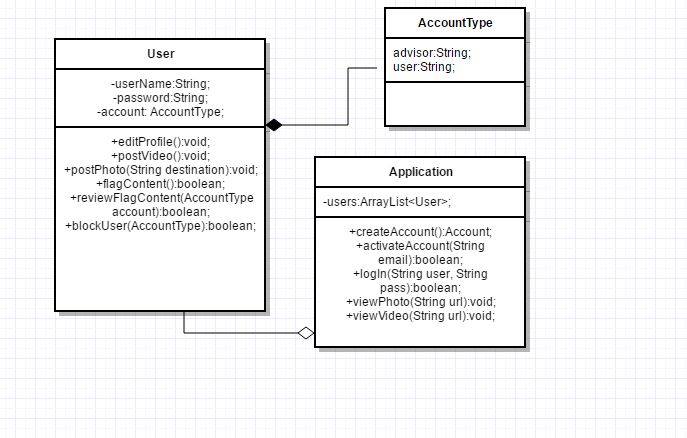 User
-userName:String;
-password:String;
-account: AccountType;
+editProfile():void;
+postVideo():void;
+postPhoto(String destination):void;
+flagContent():boolean;
+reviewFlagContent(AccountType
account):boolean;
+blockUser(AccountType):boolean;
AccountType
advisor:String;
user:String;
Application
-users:ArrayList<User>;
+createAccount():Account;
+activateAccount(String
email):boolean;
+logIn(String user, String
pass):boolean;
+viewPhoto(String url):void;
+viewVideo(String url):void;